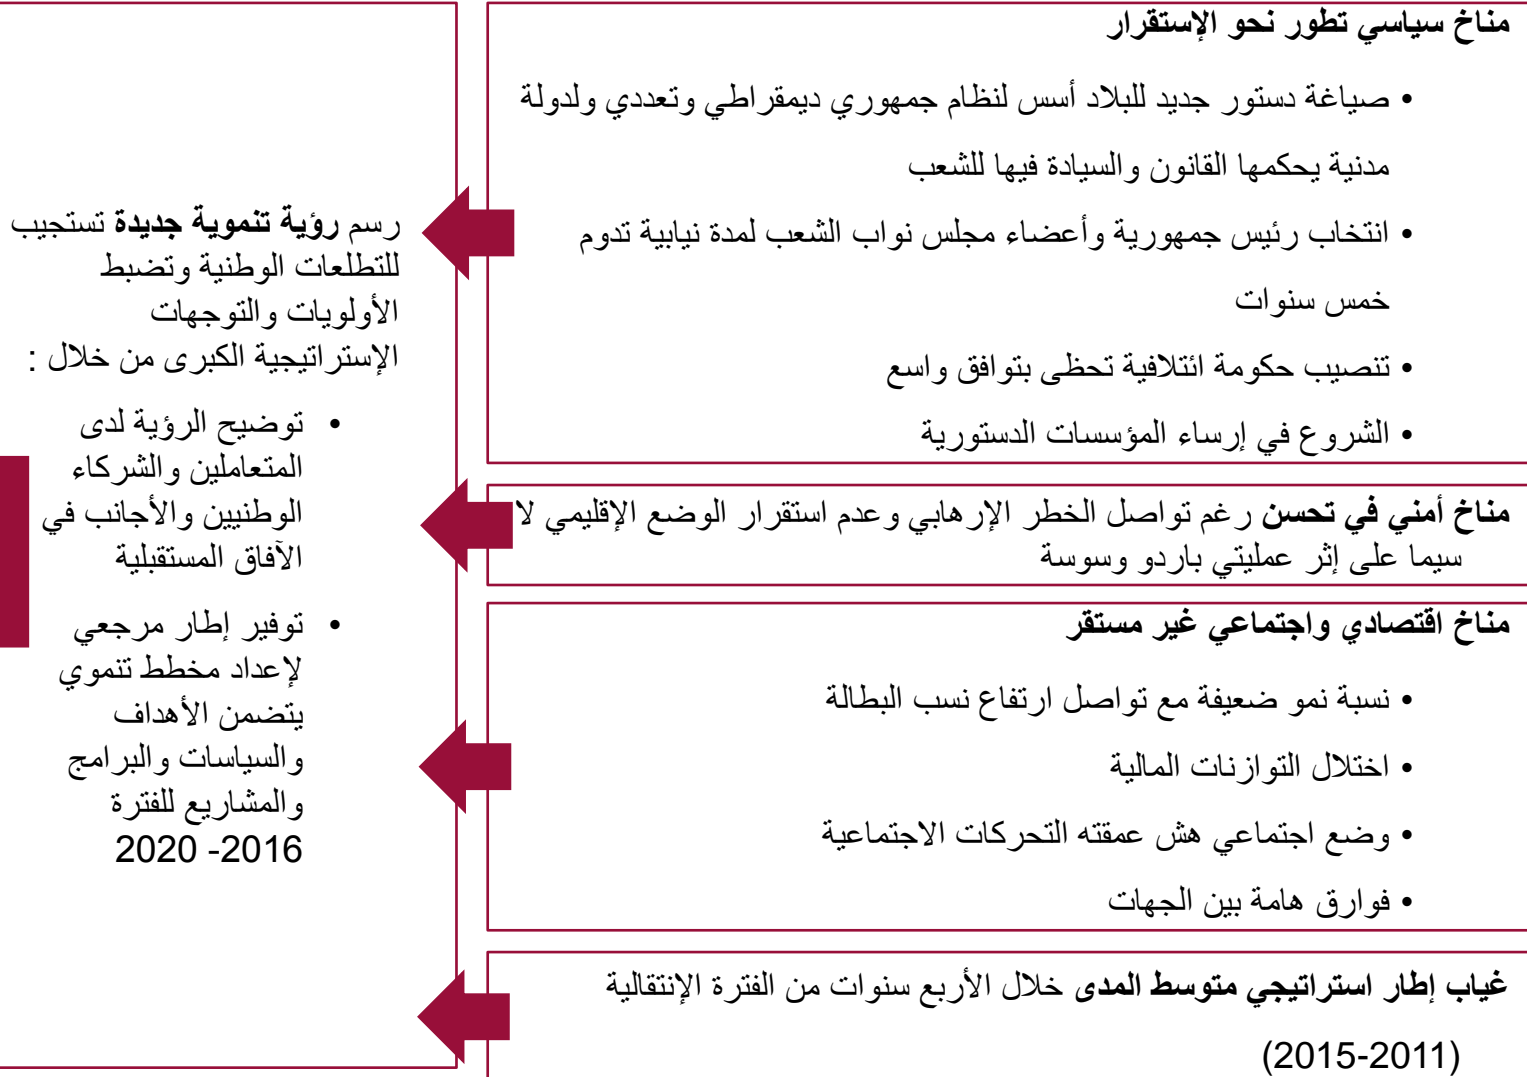 مناخ سياسي تطور نحو الإستقرار
• صياغة دستور جديد للبلاد أسس لنظام جمهوري ديمقراطي وتعددي ولدولة
مدنية يحكمها القانون والسيادة فيها للشعب
• انتخاب رئيس جمهورية وأعضاء مجلس نواب الشعب لمدة نيابية تدوم
خمس سنوات
• تنصيب حكومة ائتلافية تحظى بتوافق واسع
• الشروع في إرساء المؤسسات الدستورية
مناخ أمني في تحسن رغم تواصل الخطر الإرهابي وعدم استقرار الوضع الإقليمي لا
سيما على إثر عمليتي باردو وسوسة
مناخ اقتصادي واجتماعي غير مستقر
• نسبة نمو ضعيفة مع تواصل ارتفاع نسب البطالة
• اختلال التوازنات المالية
• وضع اجتماعي هش عمقته التحركات الاجتماعية
• فوارق هامة بين الجهات
غياب إطار استراتيجي متوسط المدى خلال الأربع سنوات من الفترة الإنتقالية
(2011-2015)
رسم رؤية تنموية جديدة تستجيب
للتطلعات الوطنية وتضبط
الأولويات والتوجهات
الإستراتيجية الكبرى من خلال :
• توضيح الرؤية لدى
المتعاملين والشركاء
الوطنيين والأجانب في
الآفاق المستقبلية
• توفير إطار مرجعي
لإعداد مخطط تنموي
يتضمن الأهداف
والسياسات والبرامج
والمشاريع للفترة
2016- 2020